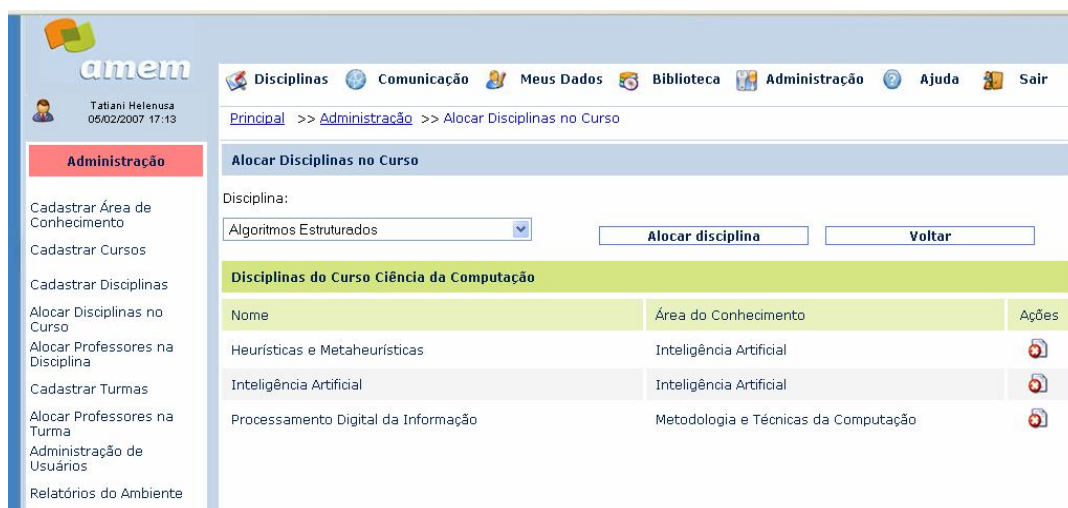 amem
Disciplinas Comunicação Meus Dados Biblioteca Administração Ajuda Sair
Tatiani Helenusa
05/02/2007 17:13
Principal >> Administração >> Alocar Disciplinas no Curso
Administração
Cadastrar Área de
Conhecimento
Cadastrar Cursos
Cadastrar Disciplinas
Alocar Disciplinas no
Curso
Alocar Professores na
Disciplina
Cadastrar Turmas
Alocar Professores na
Turma
Administração de
Usuários
Relatórios do Ambiente
Alocar Disciplinas no Curso
Disciplina:
Algoritmos Estruturados Alocar disciplina Voltar
Disciplinas do Curso Ciência da Computação
Nome Área do Conhecimento Ações
Heurísticas e Metaheurísticas Inteligência Artificial
Inteligência Artificial Inteligência Artificial
Processamento Digital da Informação Metodologia e Técnicas da Computação